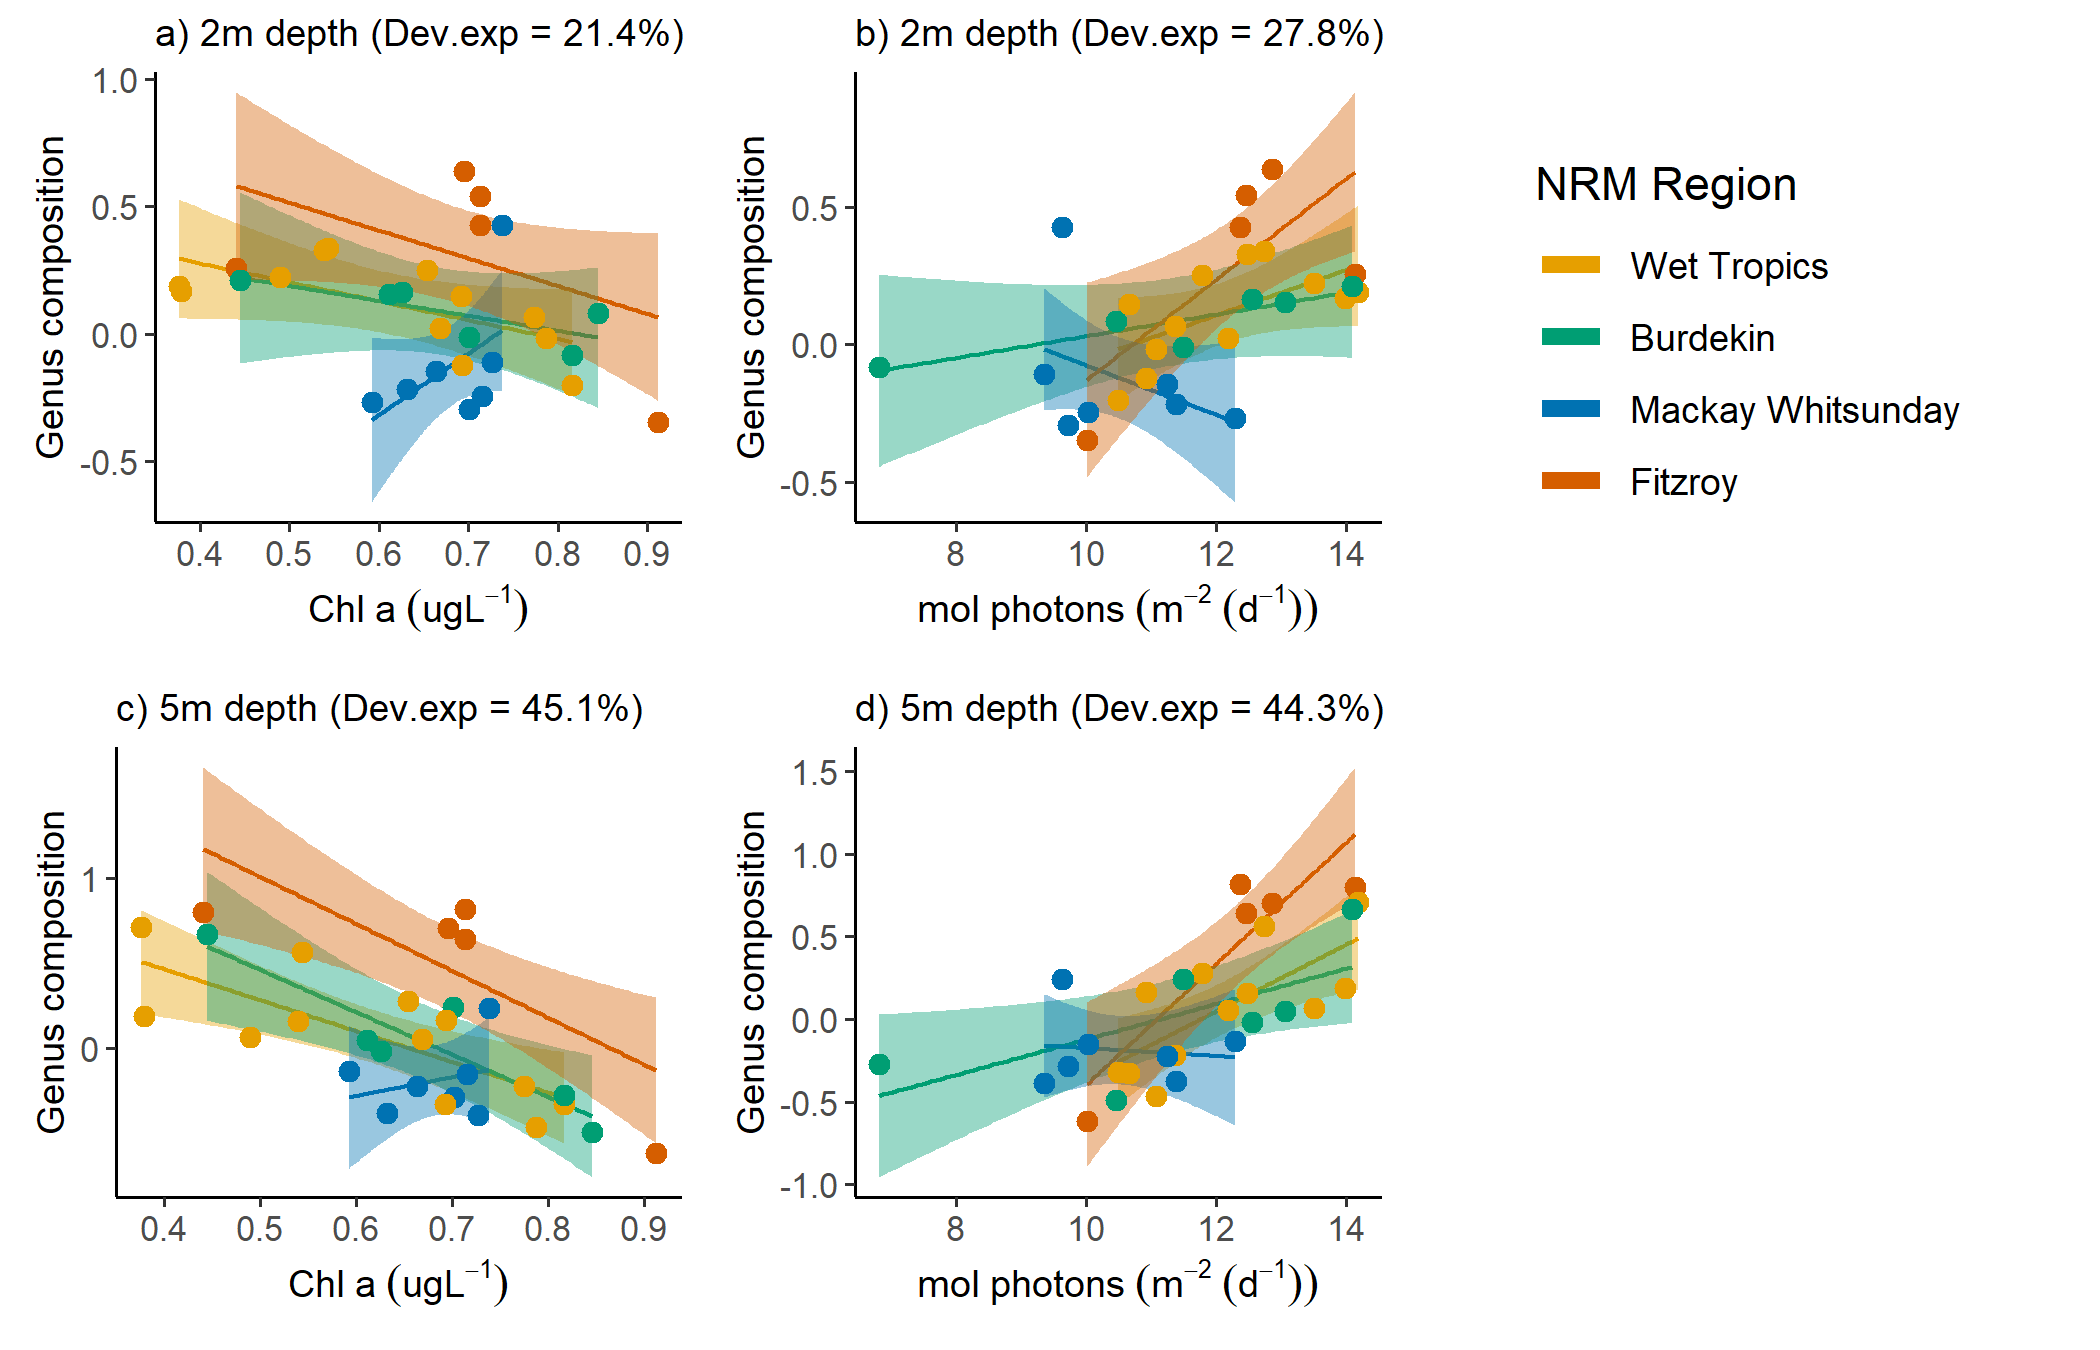 a) 2m depth (Dev.exp = 21.4%)
Genus composition
1.0
0.5
0.0
-0.5
0.4 0.5 0.6 0.7 0.8 0.9
Chl a (ugL⁻¹)
b) 2m depth (Dev.exp = 27.8%)
Genus composition
0.5
0.0
-0.5
8 10 12 14
mol photons (m⁻² (d⁻¹))
NRM Region
Wet Tropics
Burdekin
Mackay Whitsunday
Fitzroy
c) 5m depth (Dev.exp = 45.1%)
Genus composition
1
0
0.4 0.5 0.6 0.7 0.8 0.9
Chl a (ugL⁻¹)
d) 5m depth (Dev.exp = 44.3%)
Genus composition
1.5
1.0
0.5
0.0
-0.5
-1.0
8 10 12 14
mol photons (m⁻² (d⁻¹))